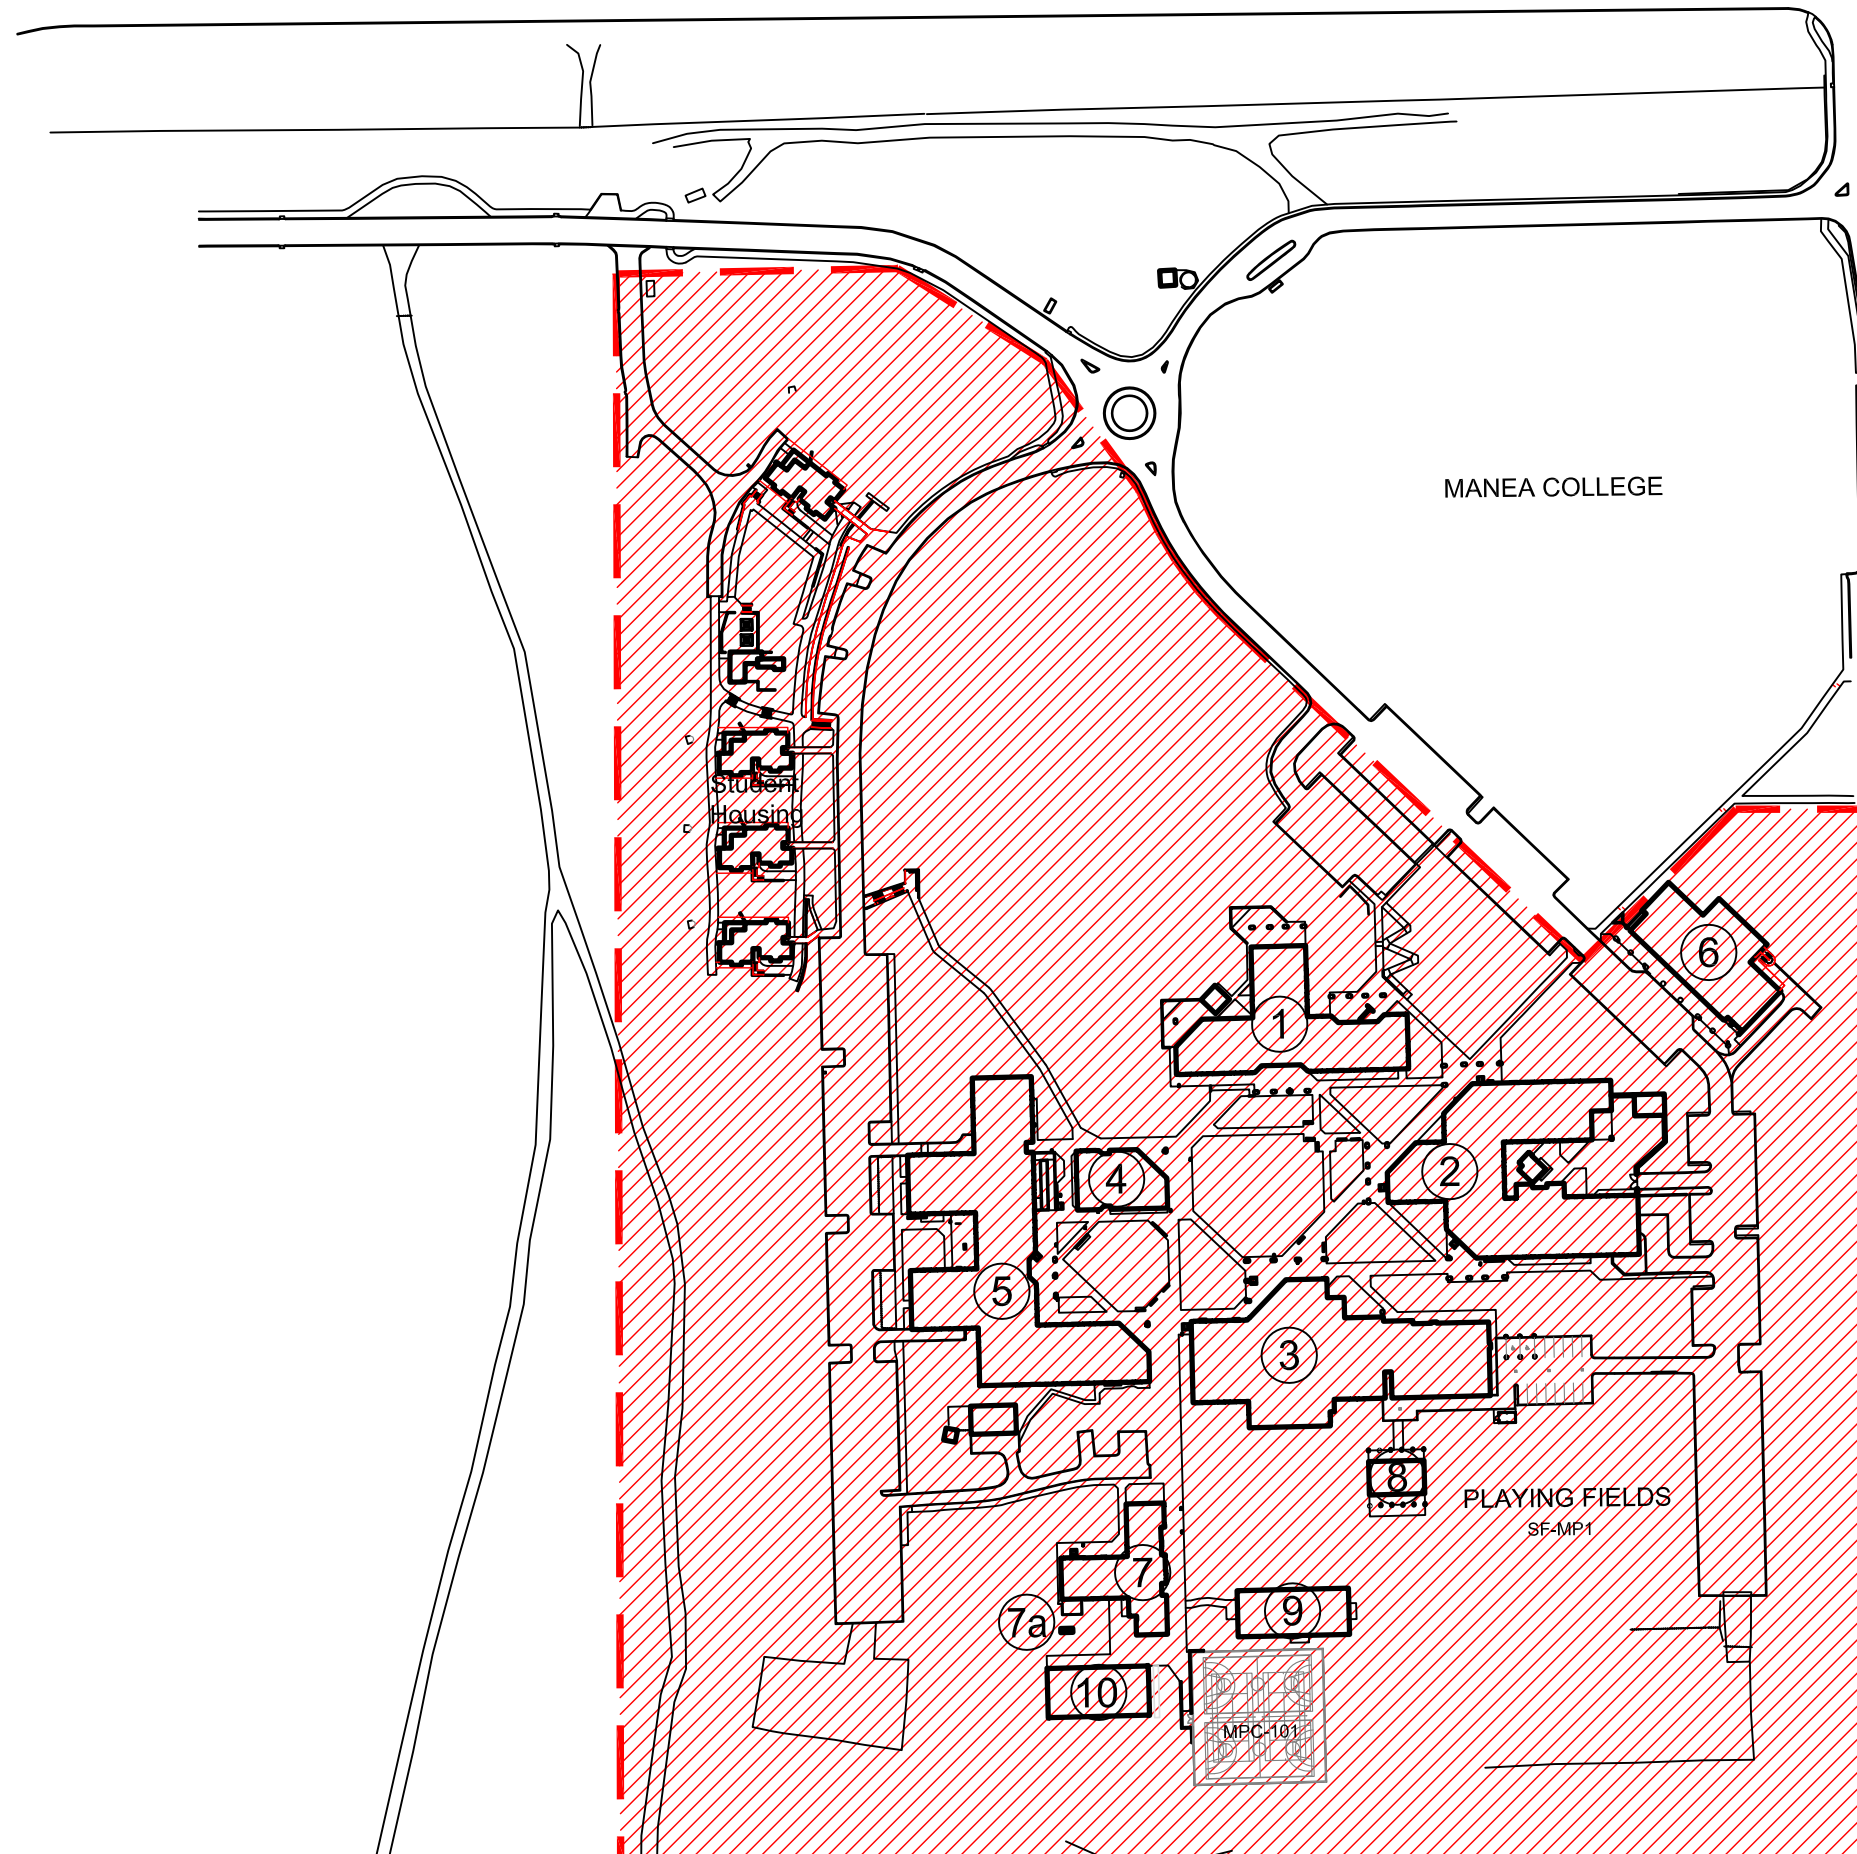 MANEA COLLEGE
Student
Housing
6
1
2
4
5
3
8
PLAYING FIELDS
SF-MP1
7
9
7a
10
MPC-101